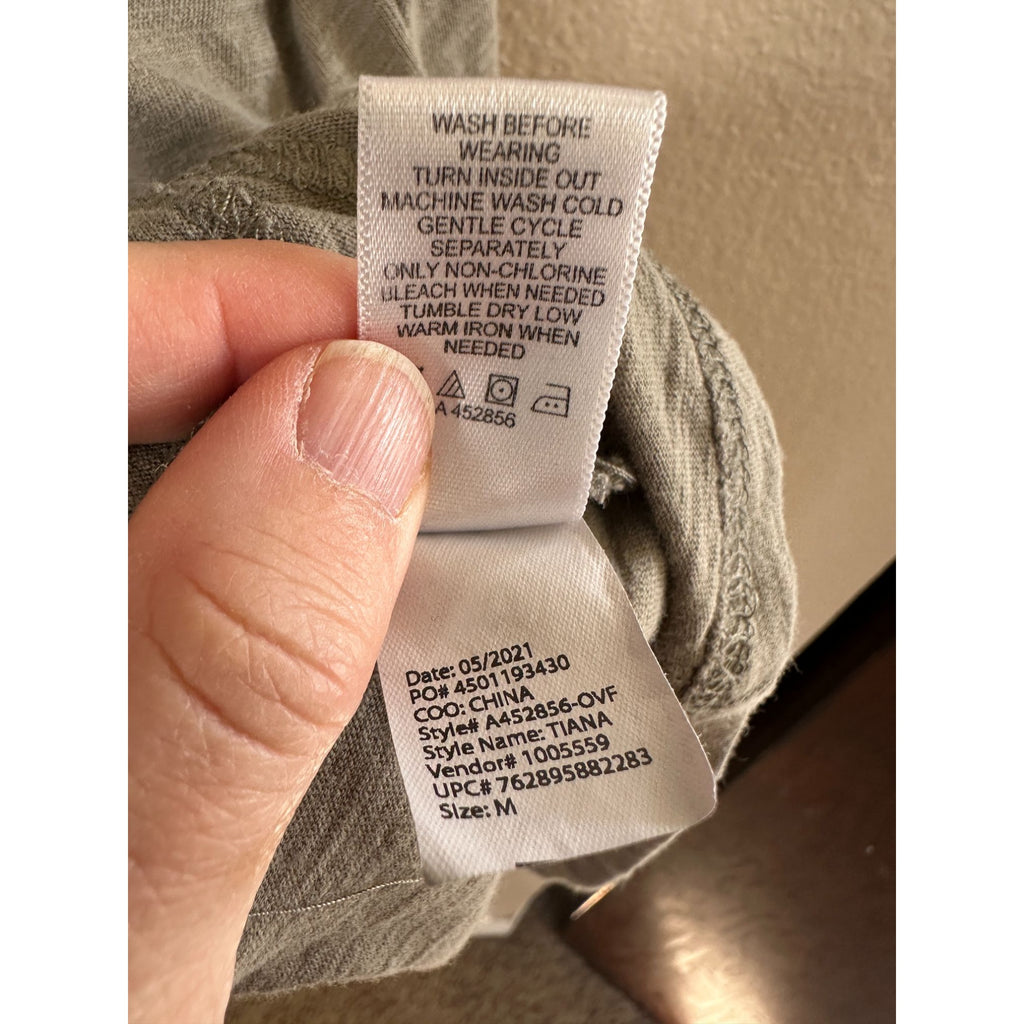 WASH BEFORE
WEARING
TURN INSIDE OUT
MACHINE WASH COLD
GENTLE CYCLE
SEPARATELY
ONLY NON-CHLORINE
BLEACH WHEN NEEDED
TUMBLE DRY LOW
WARM IRON WHEN
NEEDED
A 452856
Date: 05/2021
PO# 4501193430
COO: CHINA
Style# A452856-OVF
Style Name: TIANA
Vendor# 1005559
UPC# 762895882283
Size: M